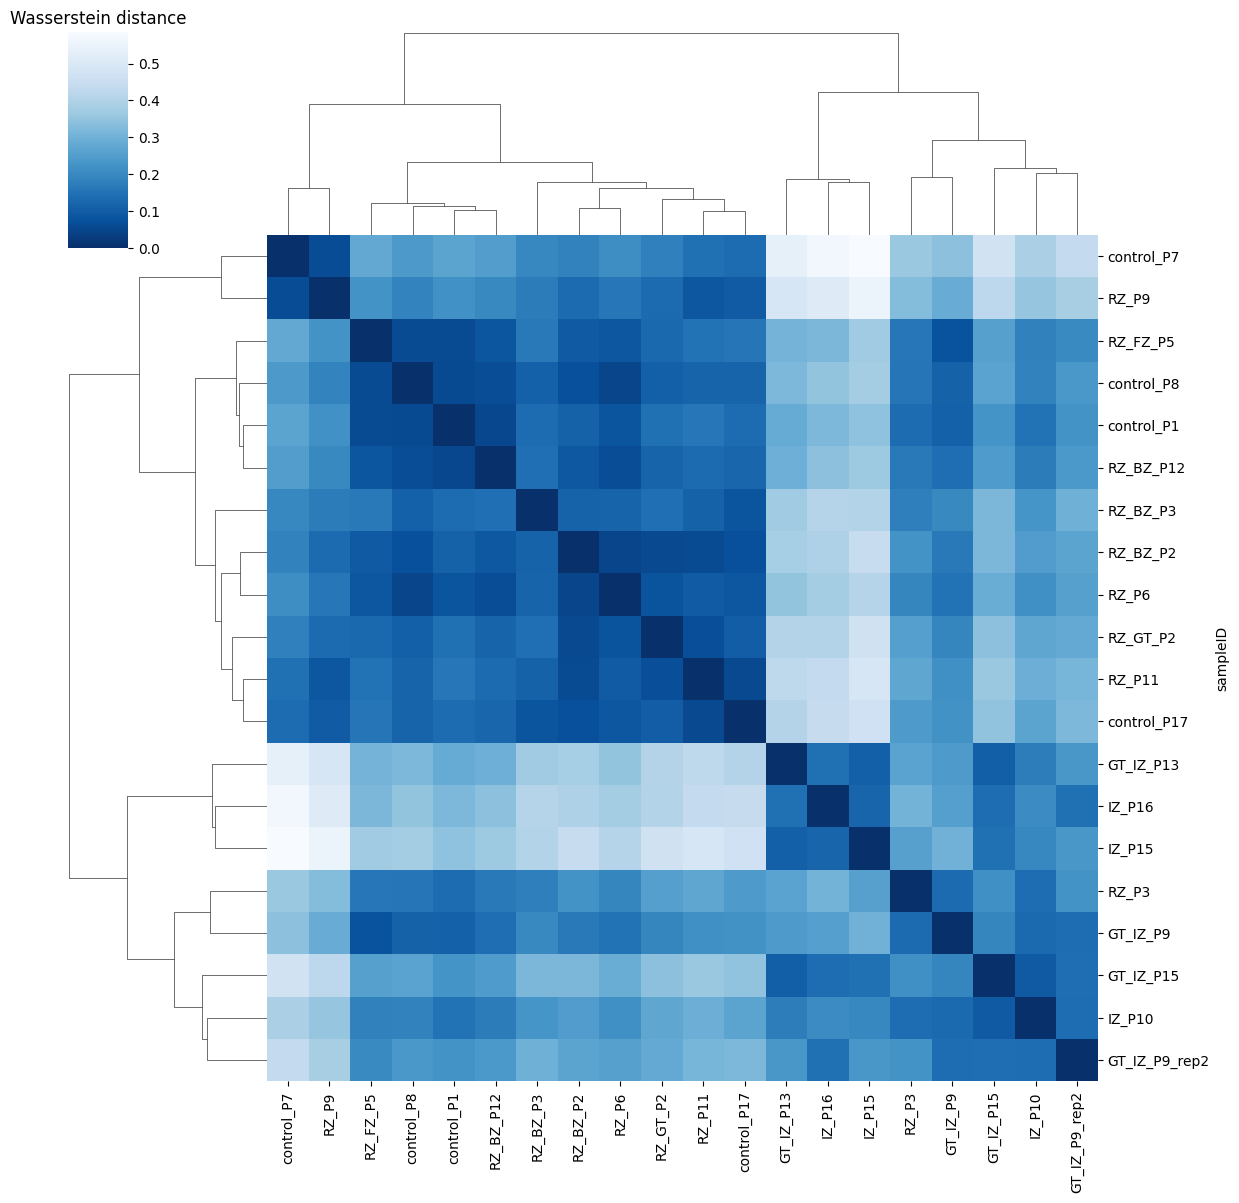 Wasserstein distance
0.5
0.4
0.3
0.2
0.1
0.0
control_P7
RZ_P9
RZ_FZ_P5
control_P8
control_P1
RZ_BZ_P12
RZ_BZ_P3
RZ_BZ_P2
RZ_P6
RZ_GT_P2
RZ_P11
control_P17
GT_IZ_P13
IZ_P16
IZ_P15
RZ_P3
GT_IZ_P9
GT_IZ_P15
IZ_P10
GT_IZ_P9_rep2
sampleID
control_P7
RZ_P9
RZ_FZ_P5
control_P8
control_P1
RZ_BZ_P12
RZ_BZ_P3
RZ_BZ_P2
RZ_P6
RZ_GT_P2
RZ_P11
control_P17
GT_IZ_P13
IZ_P16
IZ_P15
RZ_P3
GT_IZ_P9
GT_IZ_P15
IZ_P10
GT_IZ_P9_rep2